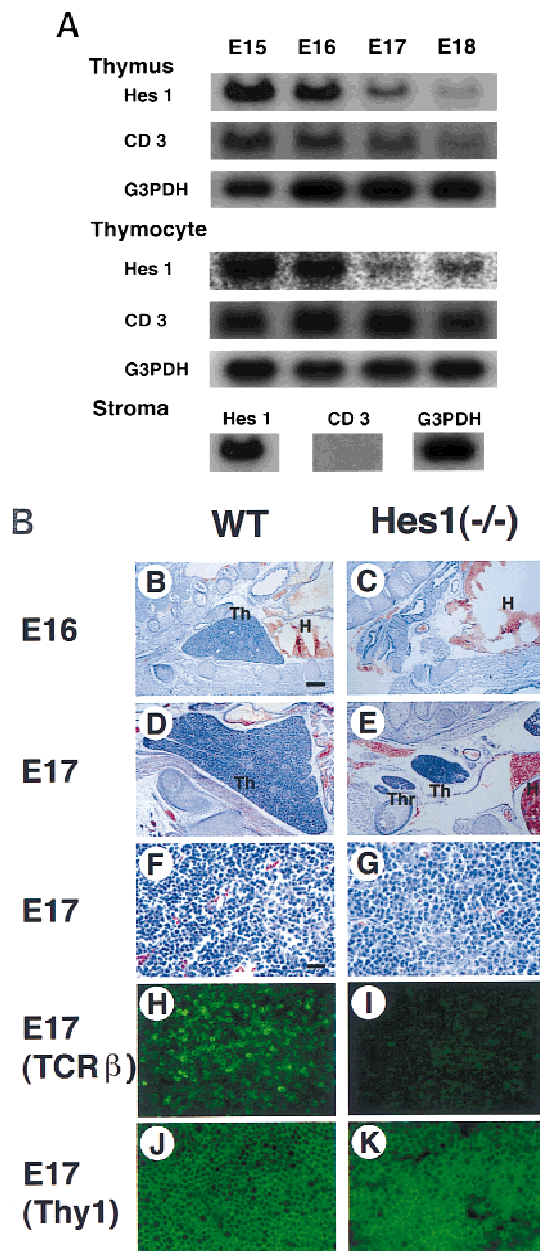 A
E15 E16 E17 E18
Thymus
Hes 1
CD 3
G3PDH
Thymocyte
Hes 1
CD 3
G3PDH
Stroma
Hes 1 CD 3 G3PDH
B WT Hes1(-/-)
E16 B Th H C H
E17 D Th E Thr Th H
E17 F G
E17 (TCRβ) H I
E17 (Thy1) J K